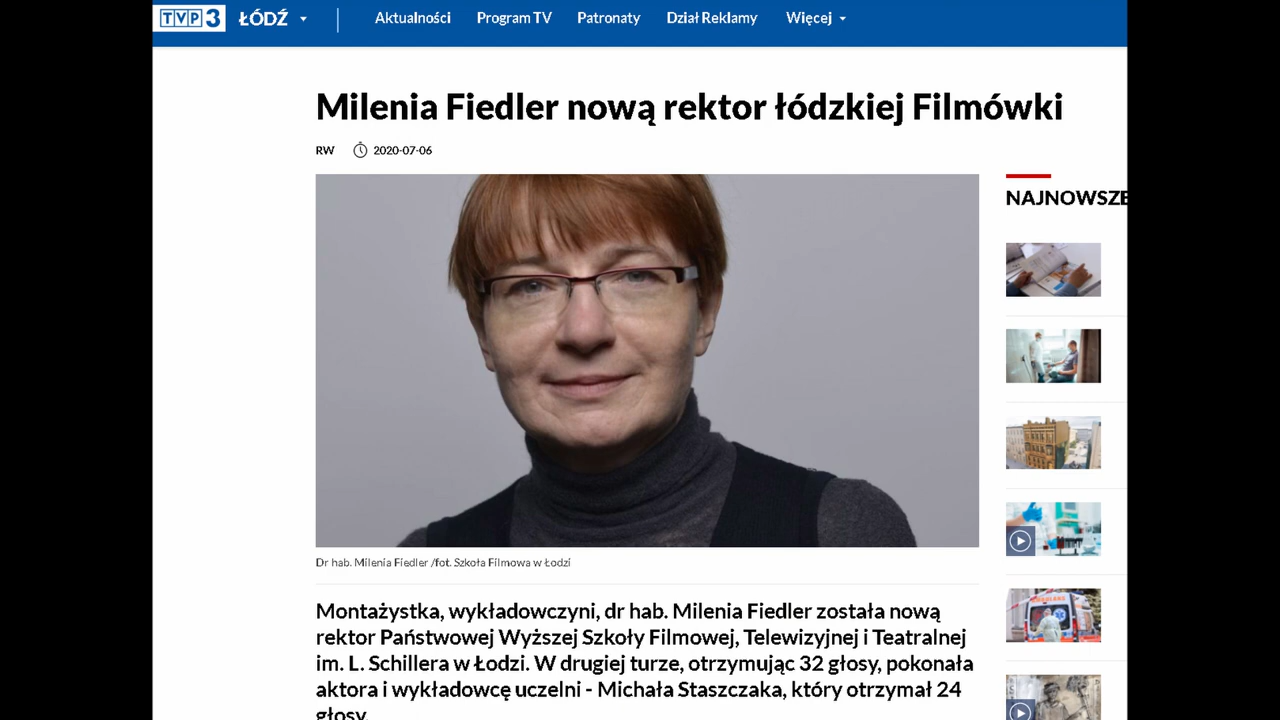 TVP3 ŁÓDŹ Aktualności Program TV Patronaty Dział Reklamy Więcej
Milenia Fiedler nową rektor łódzkiej Filmówki
RW 2020-07-06
NAJNOWSZE
Dr hab. Milenia Fiedler /fot. Szkoła Filmowa w Łodzi
Montażystka, wykładowczyni, dr hab. Milenia Fiedler została nową
rektor Państwowej Wyższej Szkoły Filmowej, Telewizyjnej i Teatralnej
im. L. Schillera w Łodzi. W drugiej turze, otrzymując 32 głosy, pokonała
aktora i wykładowcę uczelni - Michała Staszczaka, który otrzymał 24
głosy.